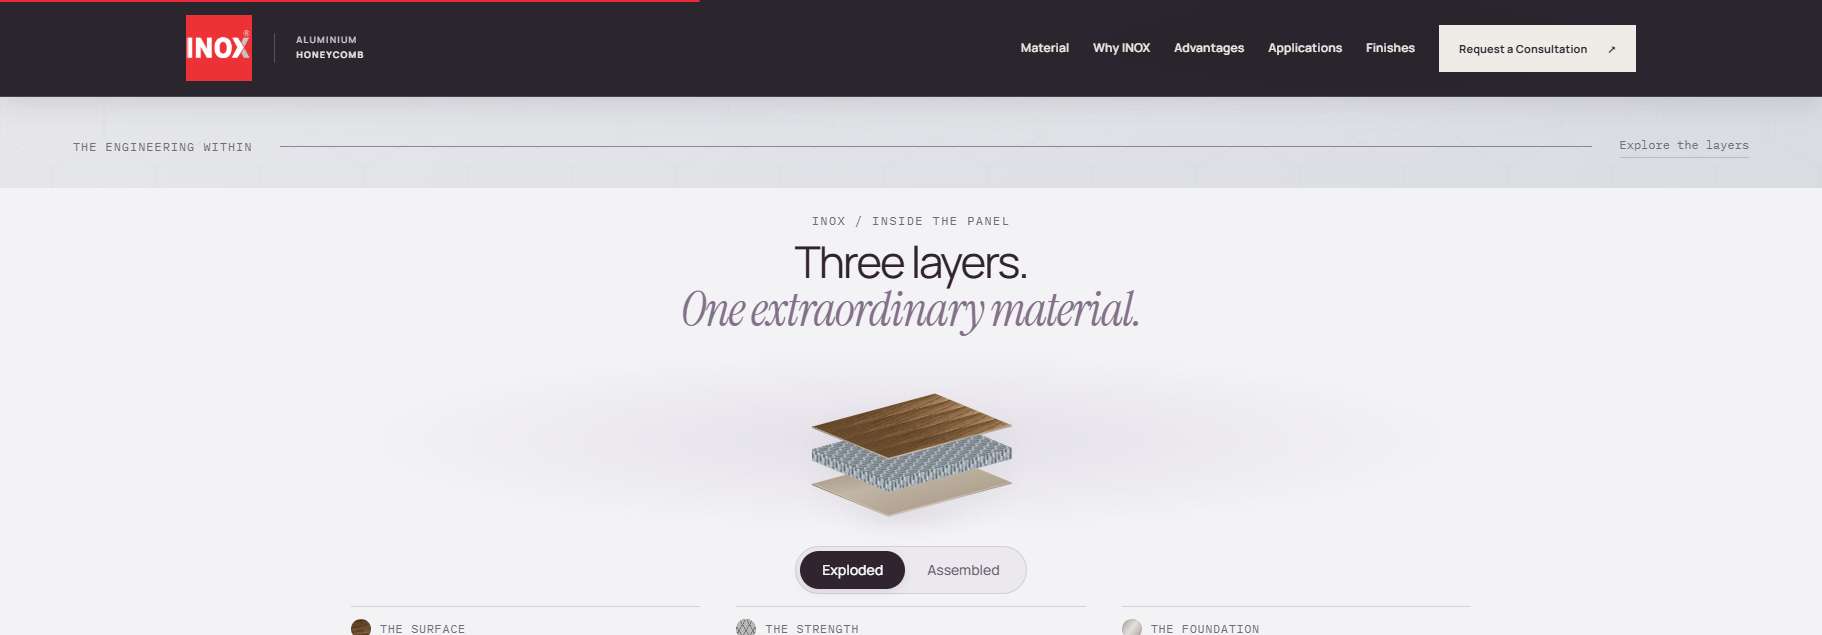 INOX®
ALUMINIUM
HONEYCOMB
Material
Why INOX
Advantages
Applications
Finishes
Request a Consultation ↗
THE ENGINEERING WITHIN
Explore the layers
INOX / INSIDE THE PANEL
Three layers.
One extraordinary material.
Exploded
Assembled
THE SURFACE
THE STRENGTH
THE FOUNDATION